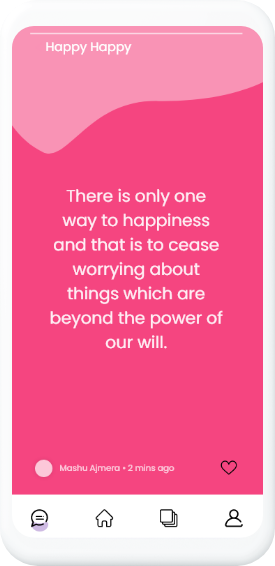 Happy Happy
There is only one
way to happiness
and that is to cease
worrying about
things which are
beyond the power of
our will.
Mashu Ajmera • 2 mins ago